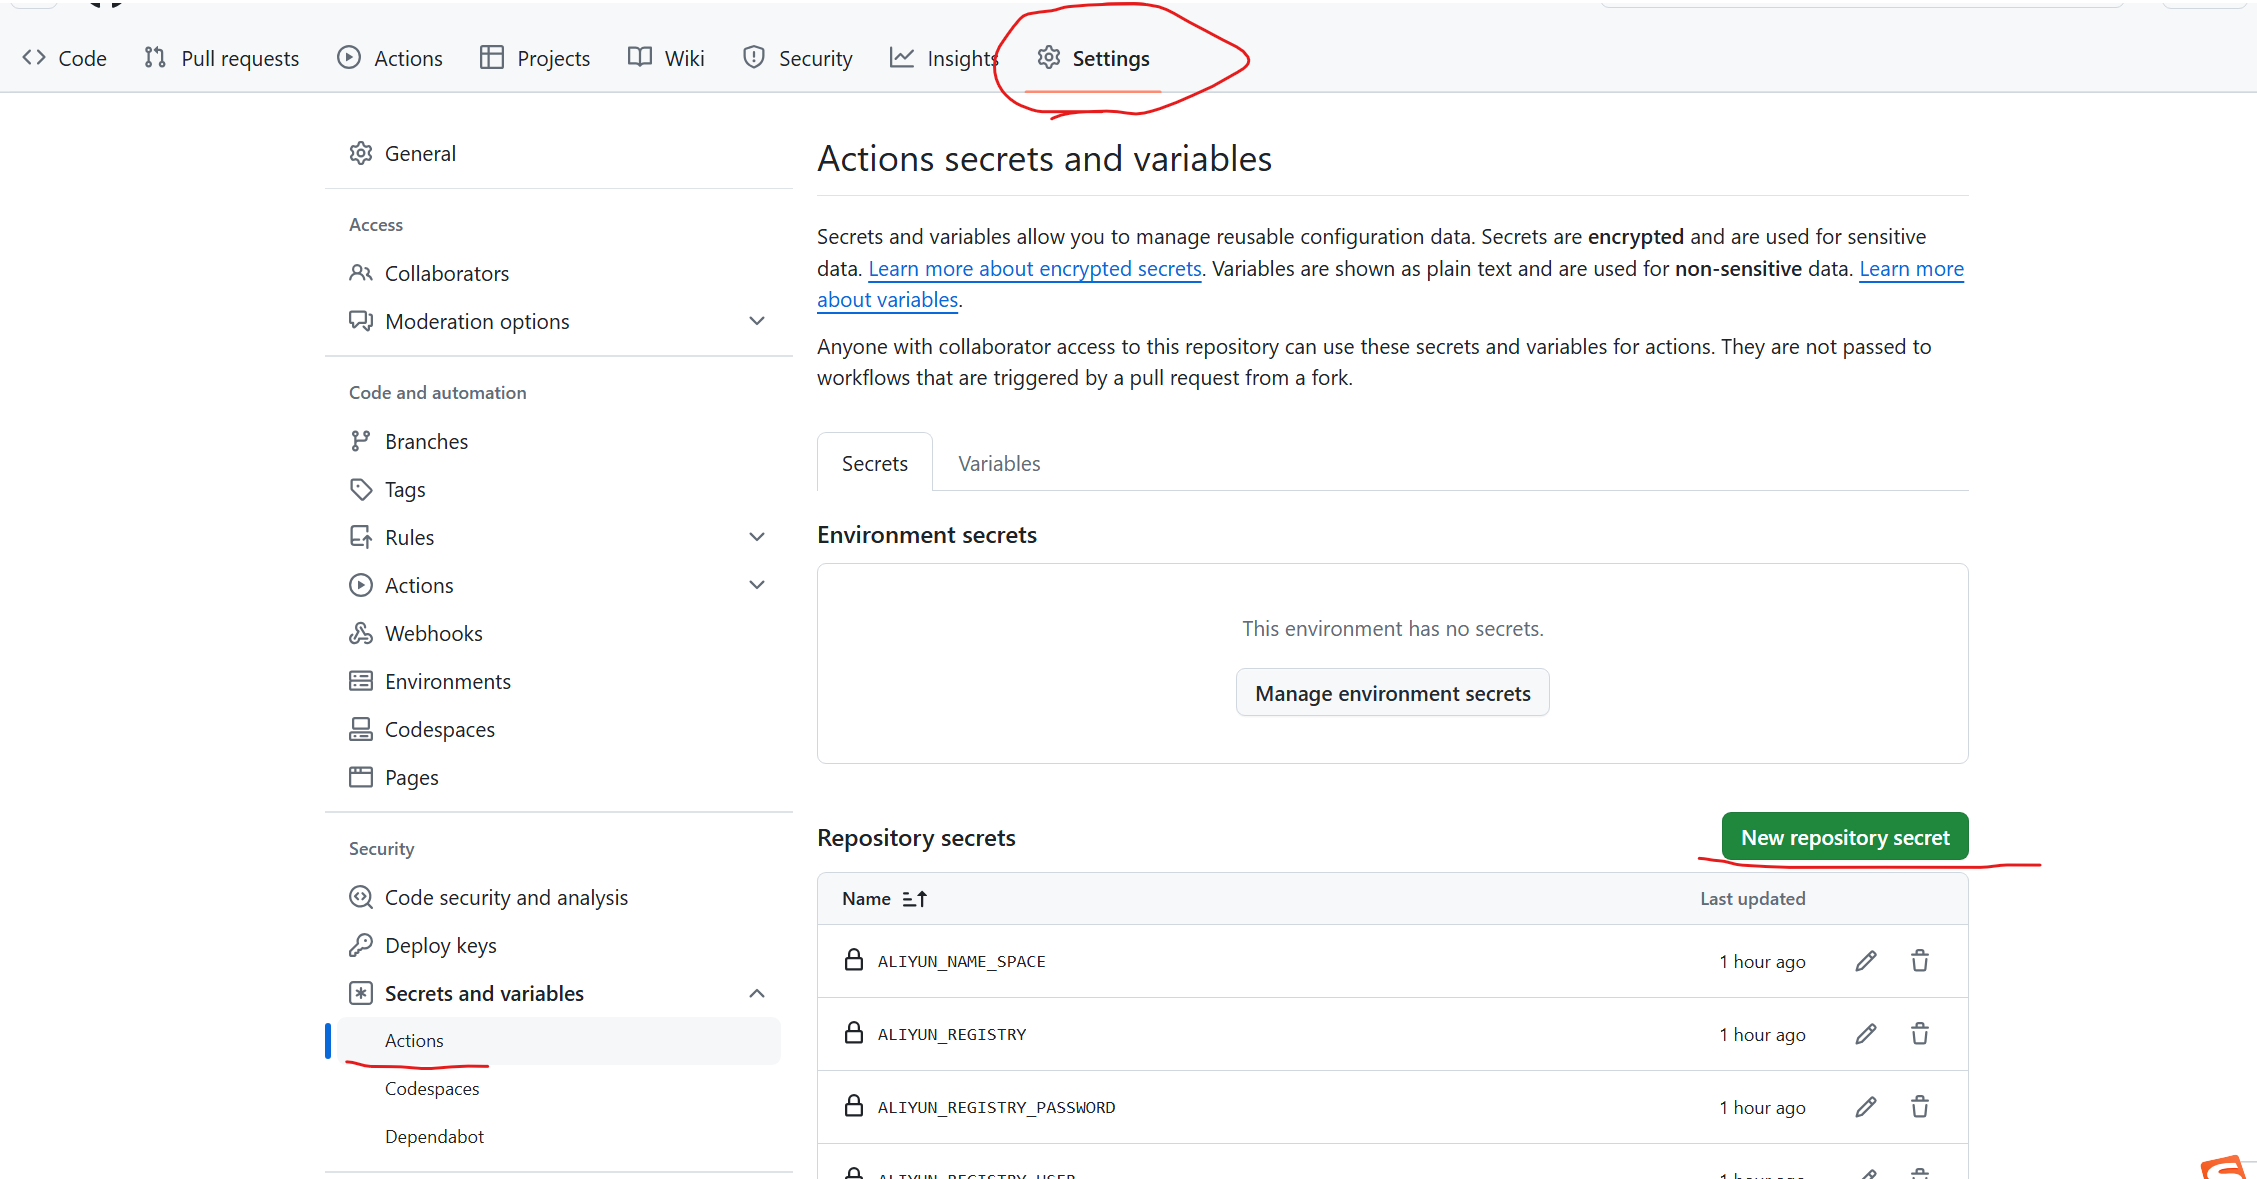 Code Pull requests Actions Projects Wiki Security Insights Settings
General
Access
Collaborators
Moderation options
Code and automation
Branches
Tags
Rules
Actions
Webhooks
Environments
Codespaces
Pages
Security
Code security and analysis
Deploy keys
Secrets and variables
Actions
Codespaces
Dependabot
Actions secrets and variables
Secrets and variables allow you to manage reusable configuration data. Secrets are encrypted and are used for sensitive
data. Learn more about encrypted secrets. Variables are shown as plain text and are used for non-sensitive data. Learn more
about variables.
Anyone with collaborator access to this repository can use these secrets and variables for actions. They are not passed to
workflows that are triggered by a pull request from a fork.
Secrets Variables
Environment secrets
This environment has no secrets.
Manage environment secrets
Repository secrets New repository secret
Name Last updated
ALIYUN_NAME_SPACE 1 hour ago
ALIYUN_REGISTRY 1 hour ago
ALIYUN_REGISTRY_PASSWORD 1 hour ago
ALIYUN_REGISTRY_USER 1 hour ago